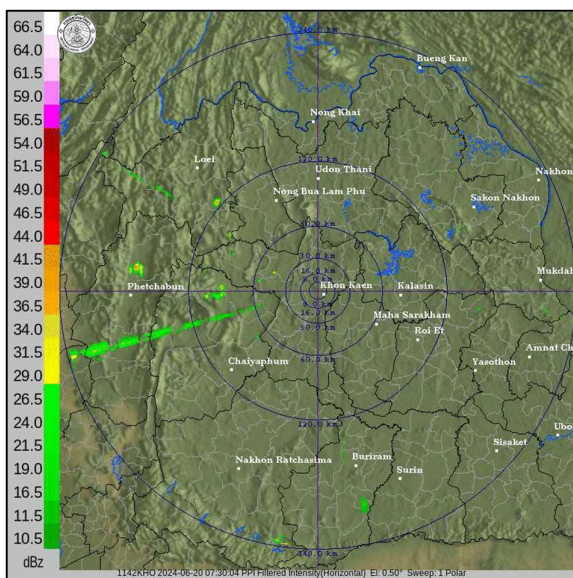 66.5
64.0
61.5
59.0
56.5
54.0
51.5
49.0
46.5
44.0
41.5
39.0
36.5
34.0
31.5
29.0
26.5
24.0
21.5
19.0
16.5
11.5
10.5
dBz
240.0 km
Bueng Kan
Nong Khai
Loei
Udon Thani
Nong Bua Lam Phu
Nakhon
Sakon Nakhon
30.0 km
Mukdah
Phetchabun
Khon Kaen
Kalasin
Maha Sarakham
30.0 km
Roi Et
Amnat Ch
60.0 km
Chaiyaphum
Yasothon
120.0 km
Ubo
Sisaket
Nakhon Ratchasima
Buriram
Surin
240.0 km
1142KHO 2024-06-20 07:30:04 PPI Filtered Intensity(Horizontal) El: 0.50° Sweep: 1 Polar